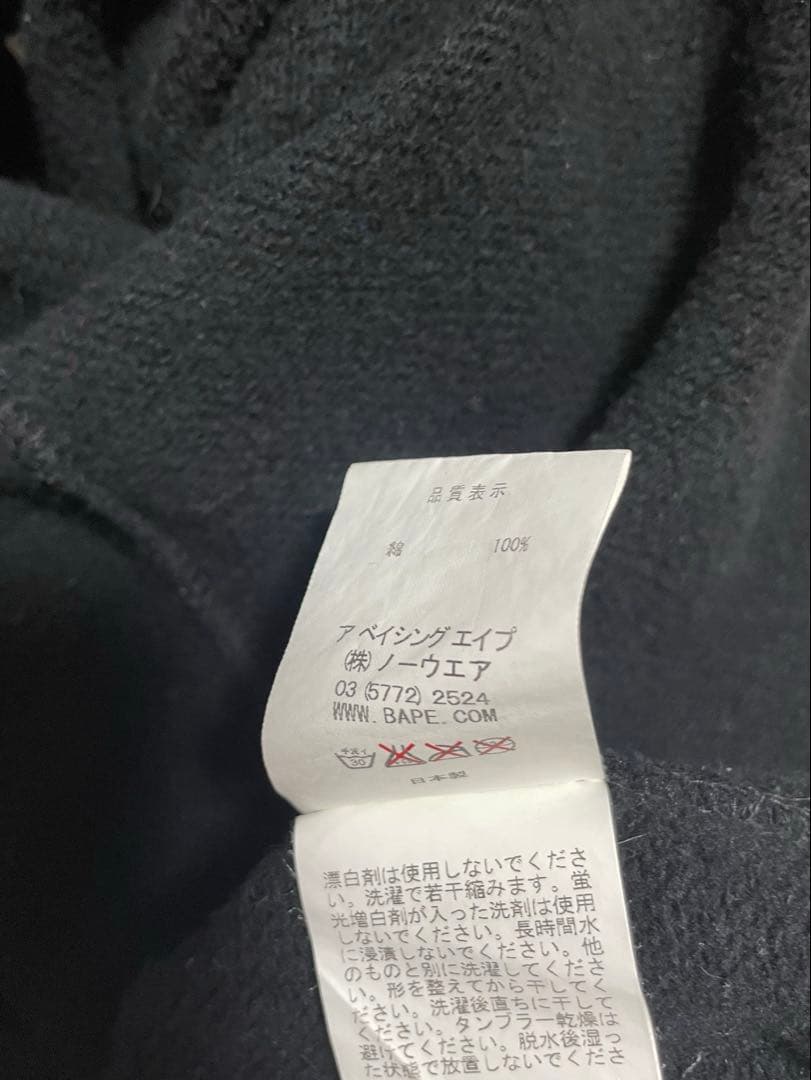 品質表示
綿 100%
ア ベイシング エイプ
㈱ ノーウエア
03 (5772) 2524
WWW. BAPE. COM
手洗イ
30
日本製
漂白剤は使用しないでくださ
い。洗濯で若干縮みます。蛍
光増白剤が入った洗剤は使用
しないでください。長時間水
に浸漬しないでください。他
のものと別に洗濯してくださ
い。形を整えてから干してく
ださい。洗濯後直ちに干して
ください。タンブラー乾燥は
避けてください。脱水後湿っ
た状態で放置しないでくださ